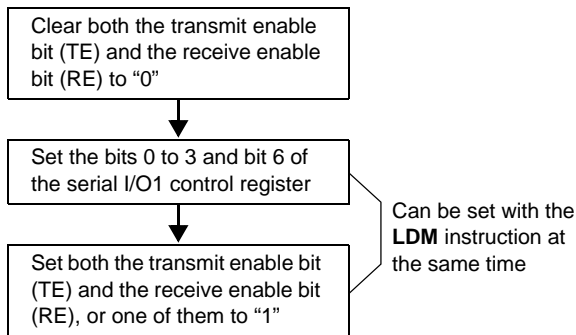 Clear both the transmit enable
bit (TE) and the receive enable
bit (RE) to “0”
Set the bits 0 to 3 and bit 6 of
the serial I/O1 control register
Can be set with the
LDM instruction at
the same time
Set both the transmit enable bit
(TE) and the receive enable bit
(RE), or one of them to “1”